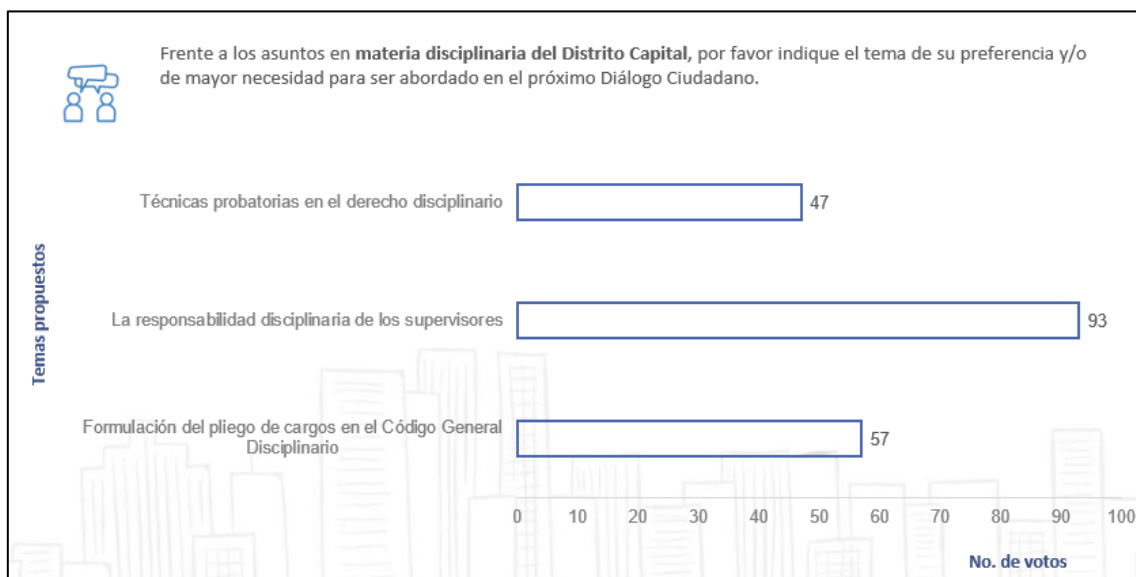 Frente a los asuntos en materia disciplinaria del Distrito Capital, por favor indique el tema de su preferencia y/o
de mayor necesidad para ser abordado en el próximo Diálogo Ciudadano.
Temas propuestos
Técnicas probatorias en el derecho disciplinario
47
La responsabilidad disciplinaria de los supervisores
93
Formulación del pliego de cargos en el Código General
Disciplinario
57
0 10 20 30 40 50 60 70 80 90 100
No. de votos